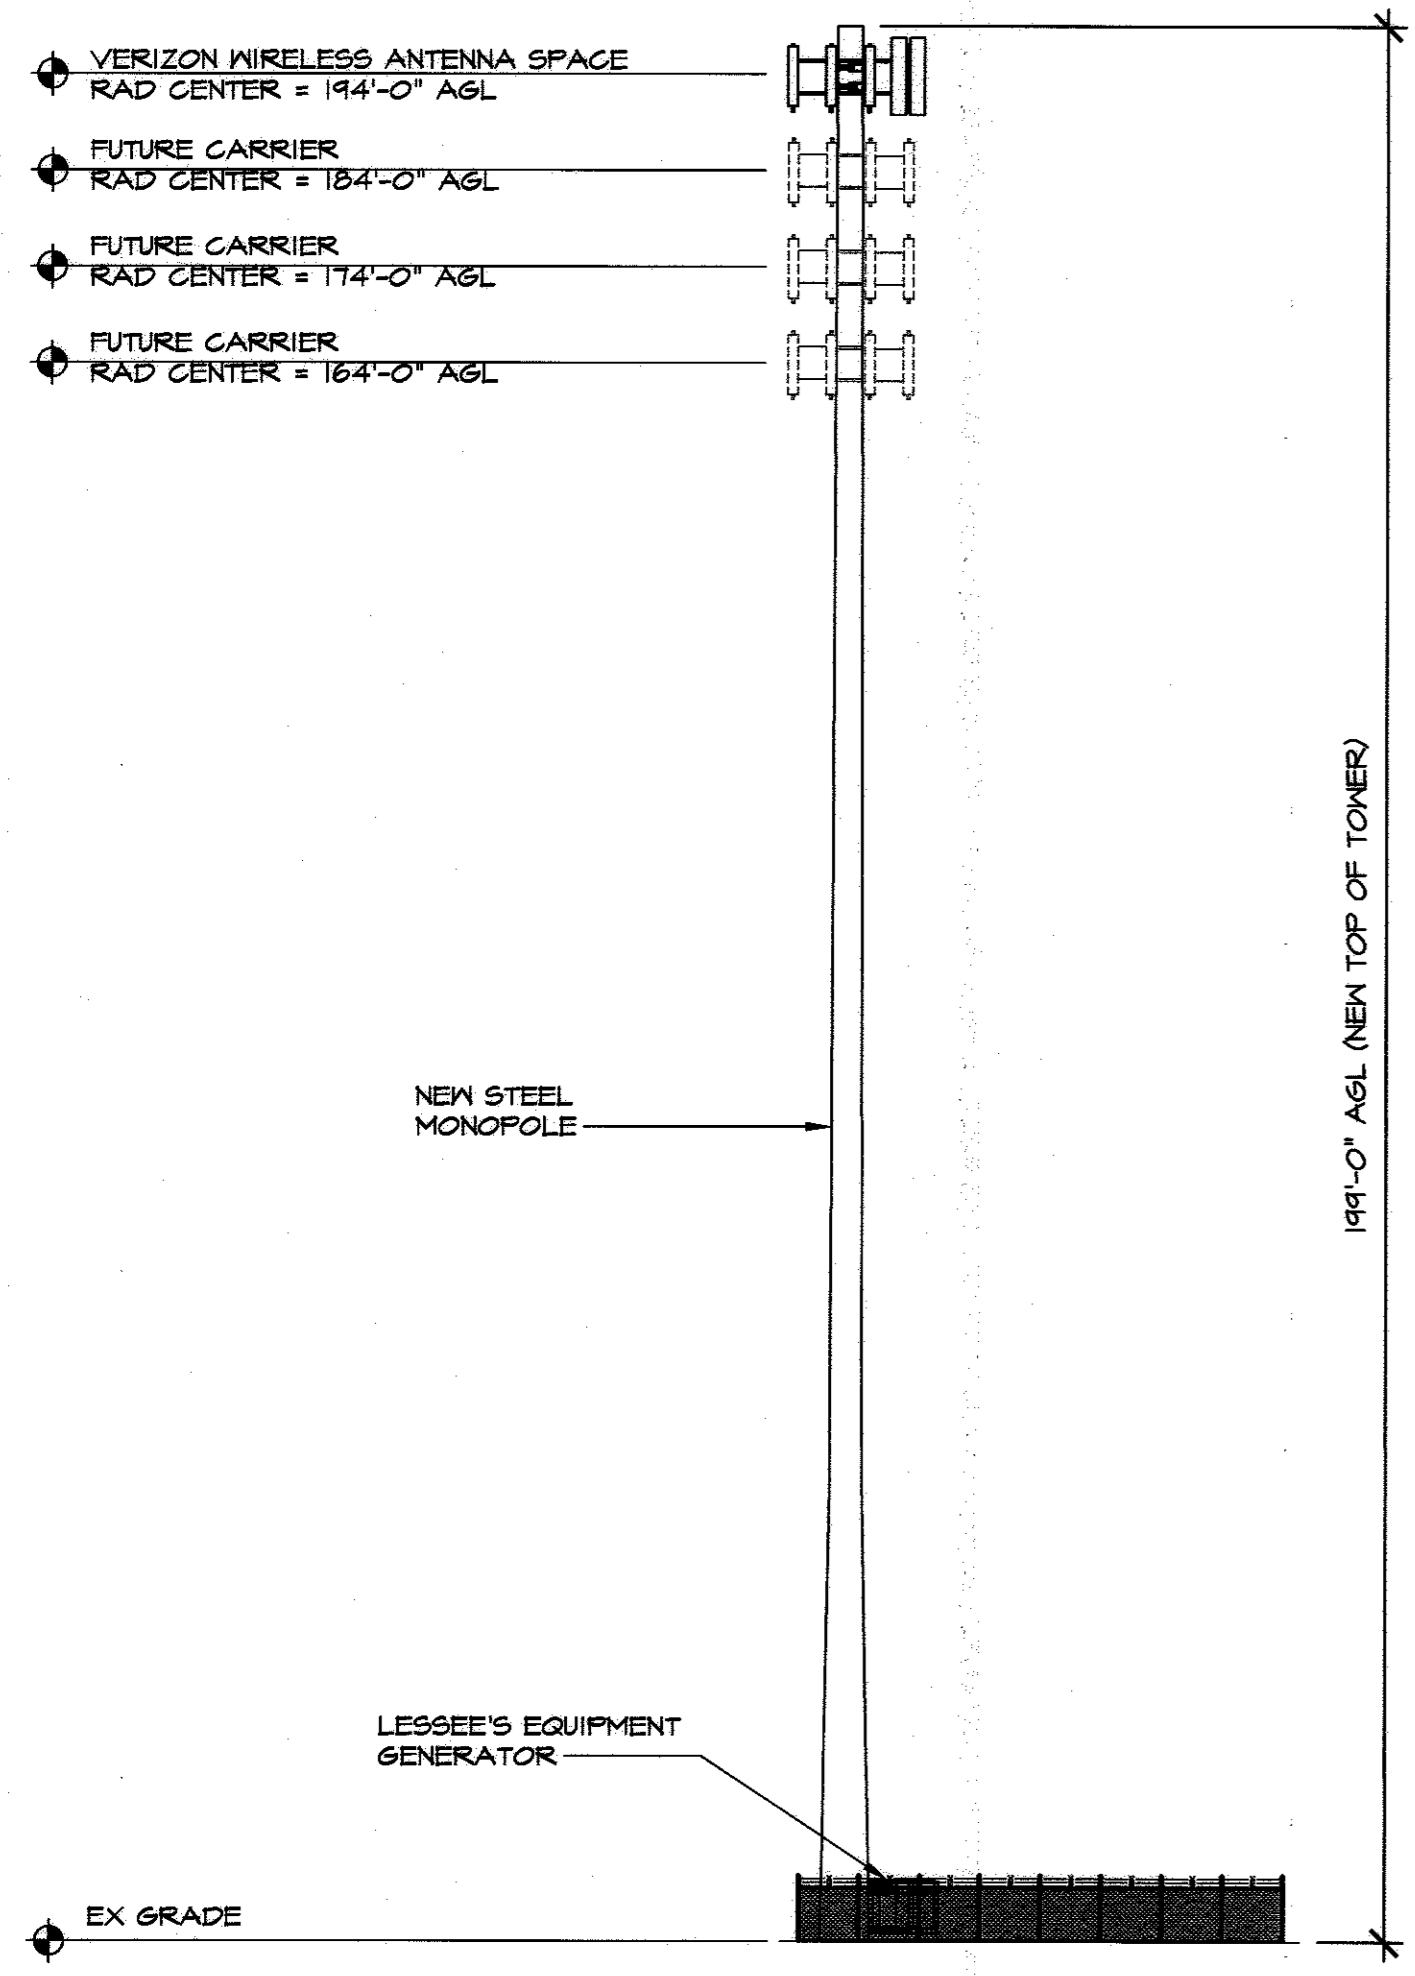 VERIZON WIRELESS ANTENNA SPACE
RAD CENTER = 194'-0" AGL
FUTURE CARRIER
RAD CENTER = 184'-0" AGL
FUTURE CARRIER
RAD CENTER = 174'-0" AGL
FUTURE CARRIER
RAD CENTER = 164'-0" AGL
199'-0" AGL (NEW TOP OF TOWER)
NEW STEEL
MONOPOLE
LESSEE'S EQUIPMENT
GENERATOR
EX GRADE